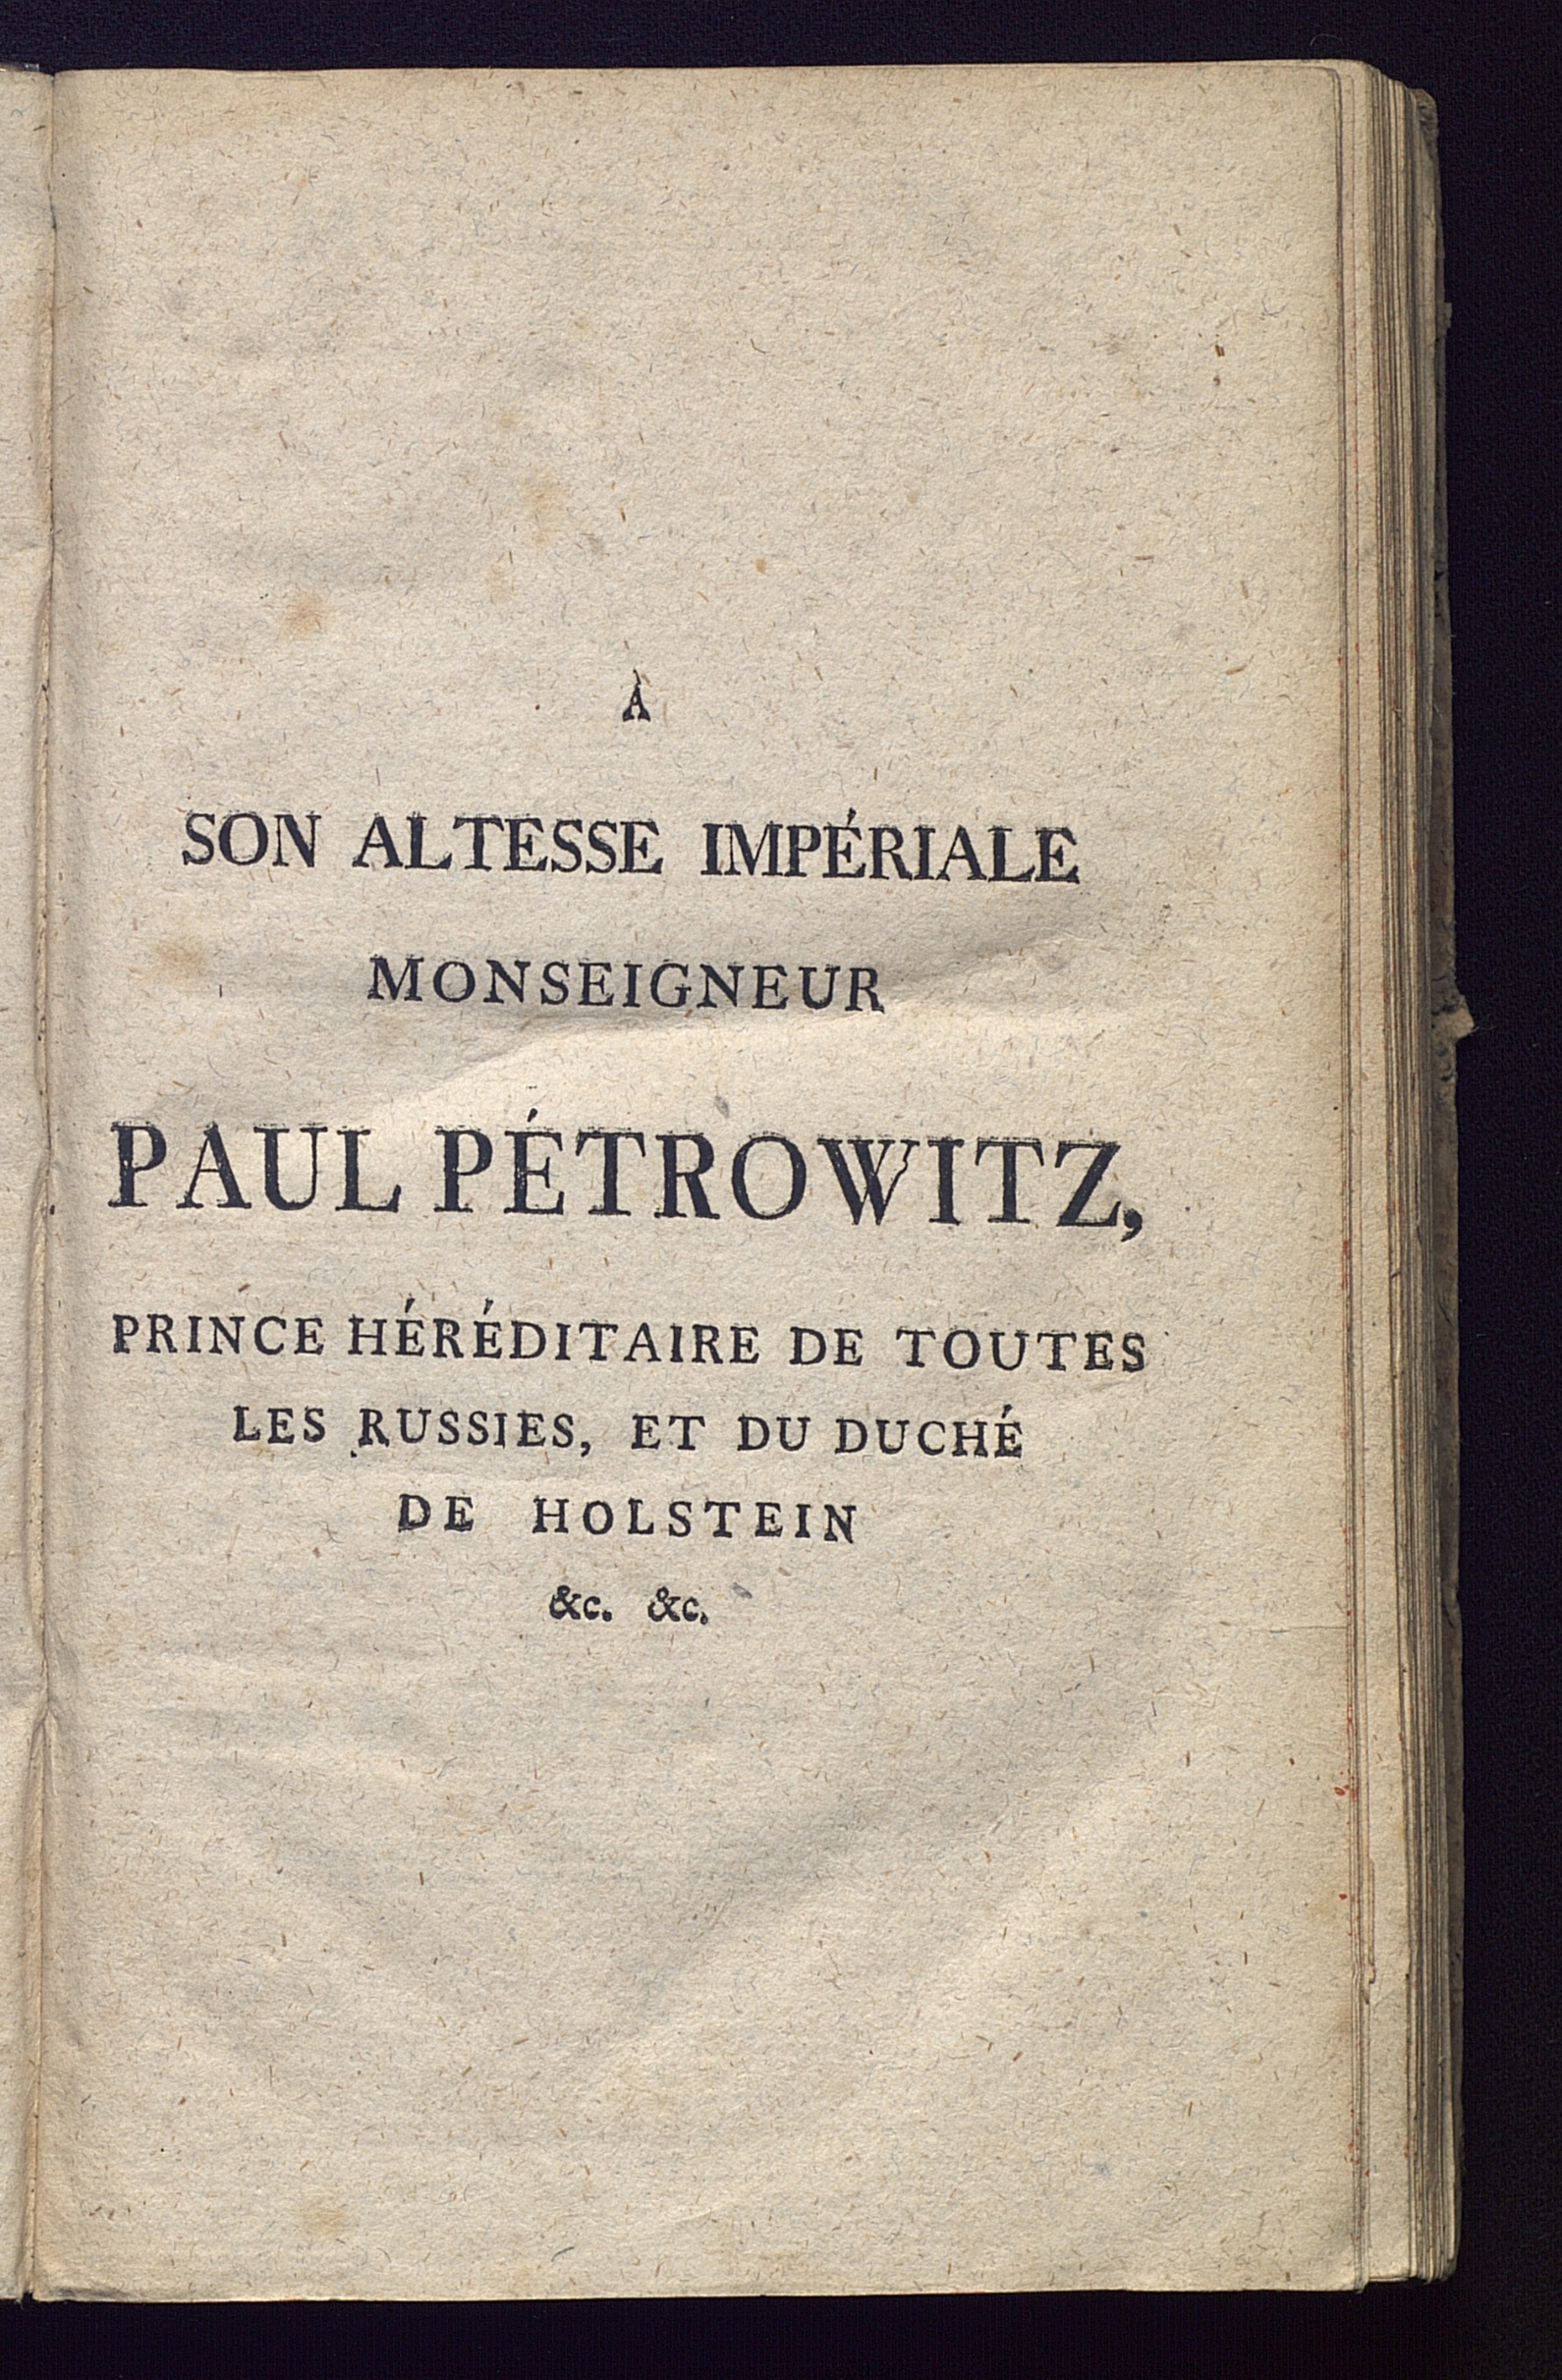 A
SON ALTESSE IMPÉRIALE
MONSEIGNEUR
PAUL PÉTROWITZ,
PRINCE HÉRÉDITAIRE DE TOUTES
LES RUSSIES, ET DU DUCHÉ
DE HOLSTEIN
&c. &c.